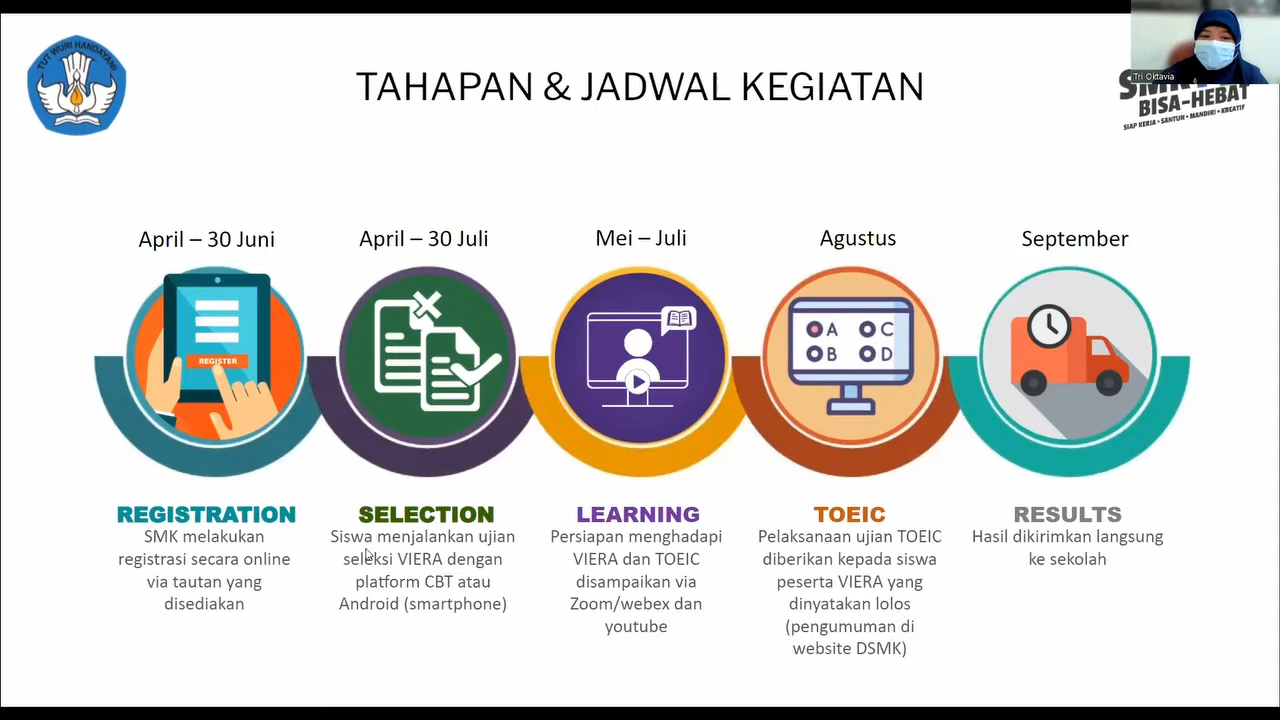 TUT WURI HANDAYANI
TAHAPAN & JADWAL KEGIATAN
Tri Oktavia
BISA-HEBAT
SIAP KERJA • SANTUN • MANDIRI • KREATIF
April – 30 Juni
April – 30 Juli
Mei – Juli
Agustus
September
REGISTER
A
C
B
D
REGISTRATION
SMK melakukan
registrasi secara online
via tautan yang
disediakan
SELECTION
Siswa menjalankan ujian
seleksi VIERA dengan
platform CBT atau
Android (smartphone)
LEARNING
Persiapan menghadapi
VIERA dan TOEIC
disampaikan via
Zoom/webex dan
youtube
TOEIC
Pelaksanaan ujian TOEIC
diberikan kepada siswa
peserta VIERA yang
dinyatakan lolos
(pengumuman di
website DSMK)
RESULTS
Hasil dikirimkan langsung
ke sekolah